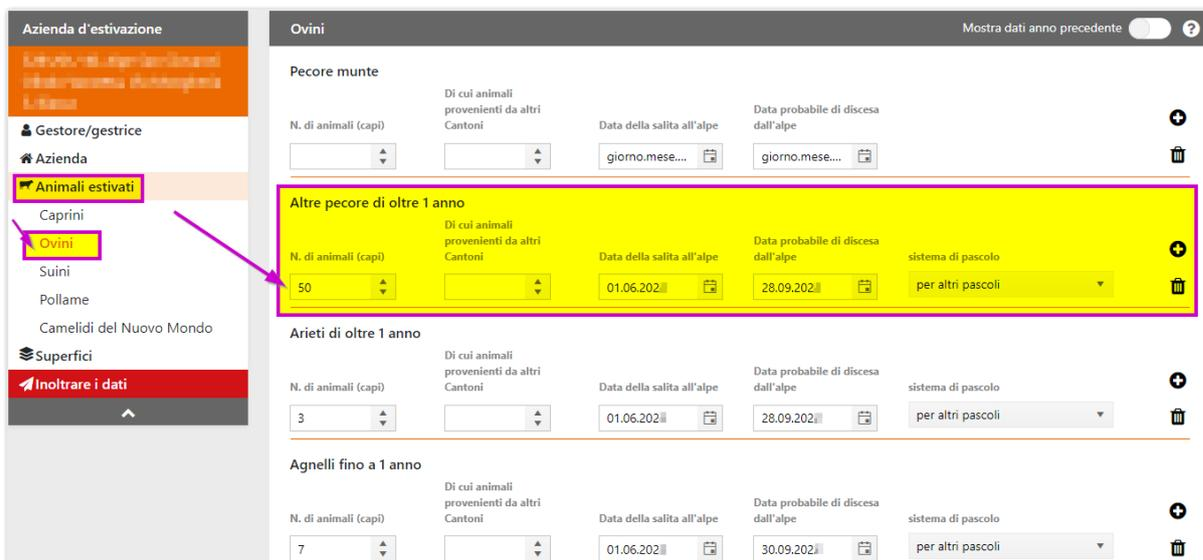 Azienda d'estivazione
Gestore/gestrice
Azienda
Animali estivati
Caprini
Ovini
Suini
Pollame
Camelidi del Nuovo Mondo
Superfici
Inoltrare i dati
Ovini
Mostra dati anno precedente ?
Pecore munte
Di cui animali
provenienti da altri
Data probabile di discesa
N. di animali (capi) Cantoni Data della salita all'alpe dall'alpe
giorno.mese.... giorno.mese....
Altre pecore di oltre 1 anno
Di cui animali
provenienti da altri
Data probabile di discesa
N. di animali (capi) Cantoni Data della salita all'alpe dall'alpe sistema di pascolo
50 01.06.202 28.09.202 per altri pascoli
Arieti di oltre 1 anno
Di cui animali
provenienti da altri
Data probabile di discesa
N. di animali (capi) Cantoni Data della salita all'alpe dall'alpe sistema di pascolo
3 01.06.202 28.09.202 per altri pascoli
Agnelli fino a 1 anno
Di cui animali
provenienti da altri
Data probabile di discesa
N. di animali (capi) Cantoni Data della salita all'alpe dall'alpe sistema di pascolo
7 01.06.202 30.09.202 per altri pascoli